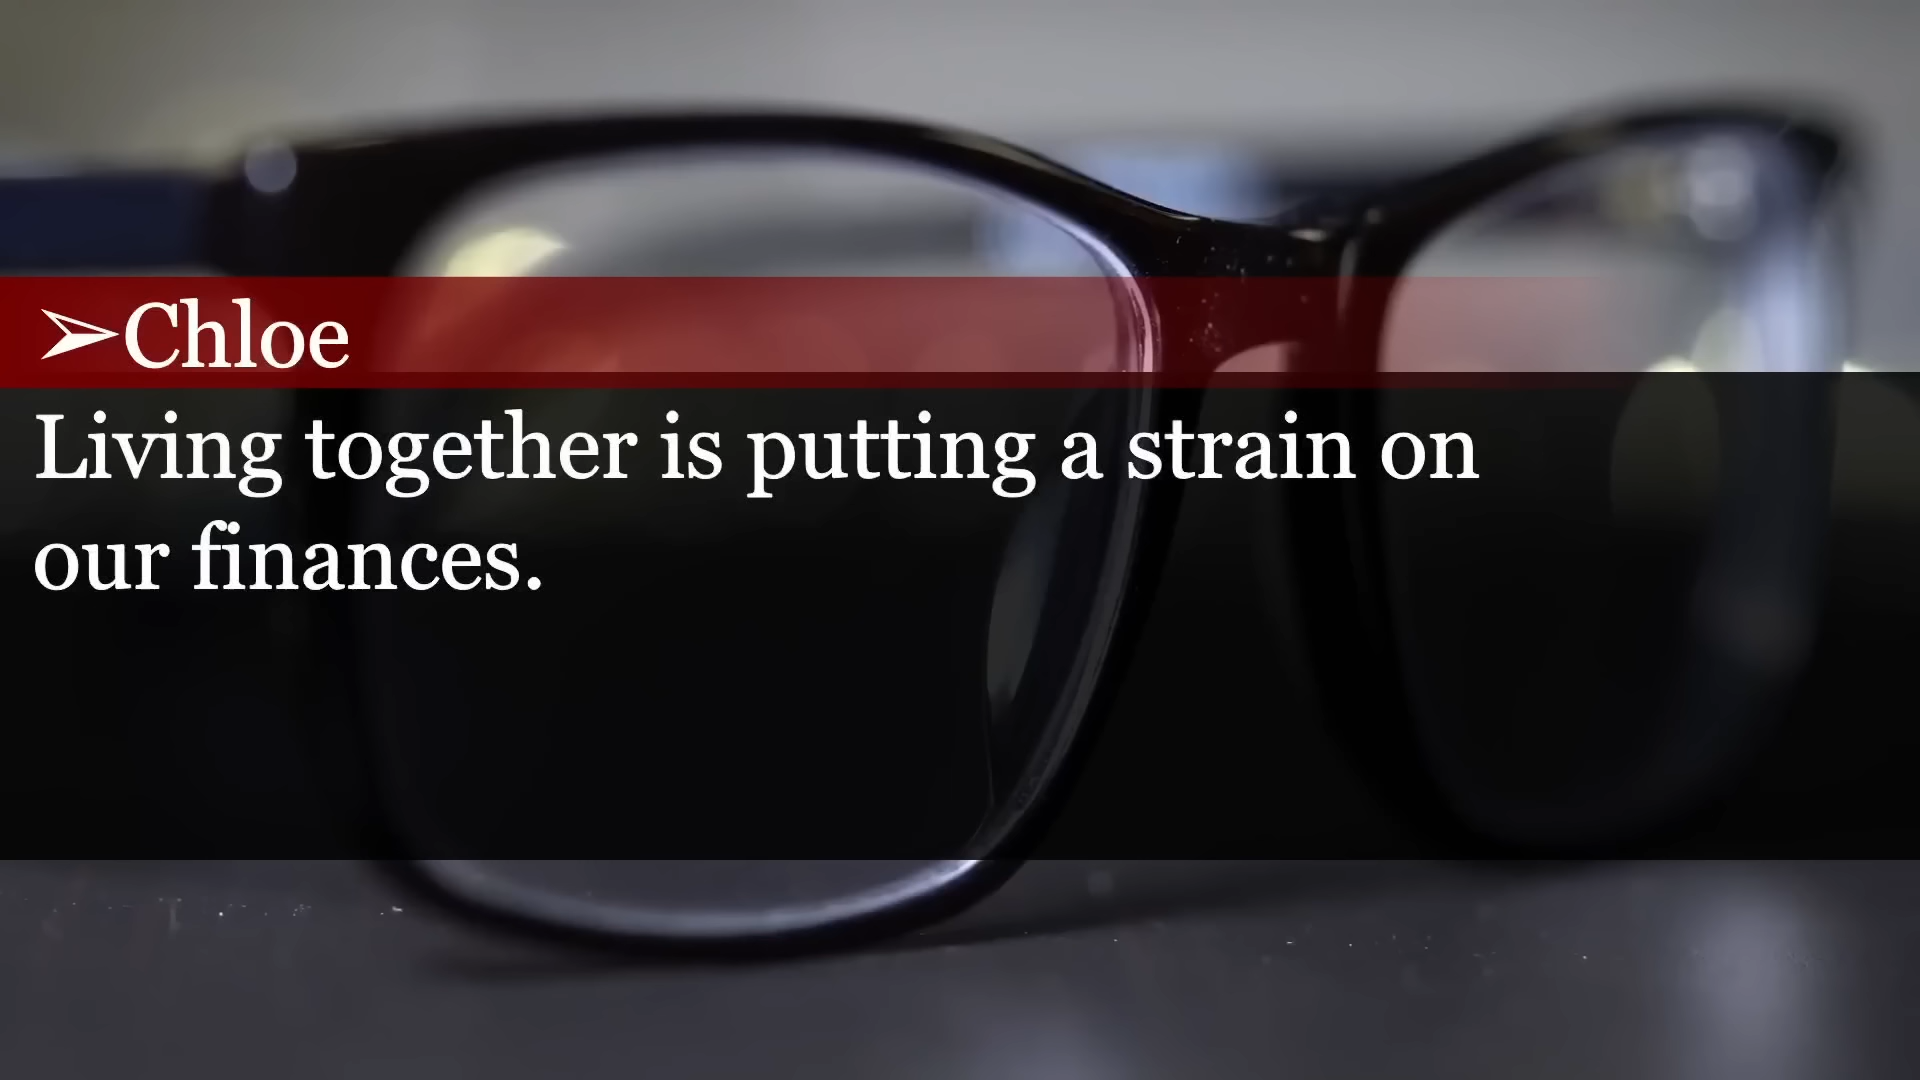 ➢Chloe
Living together is putting a strain on
our finances.